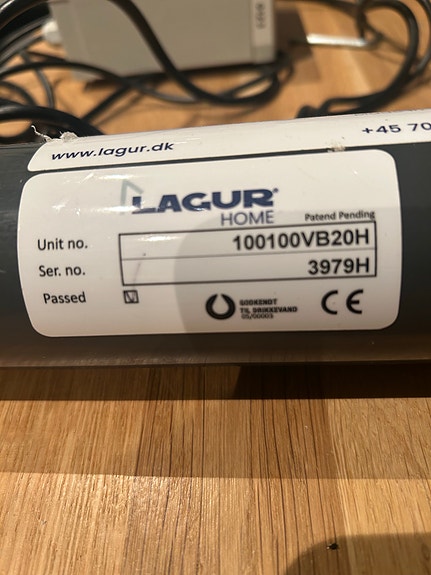 www.lagur.dk
+45 70
LAGUR®
HOME
Patend Pending
Unit no. 100100VB20H
Ser. no. 3979H
Passed
GODKENDT
TIL DRIKKEVAND
CE